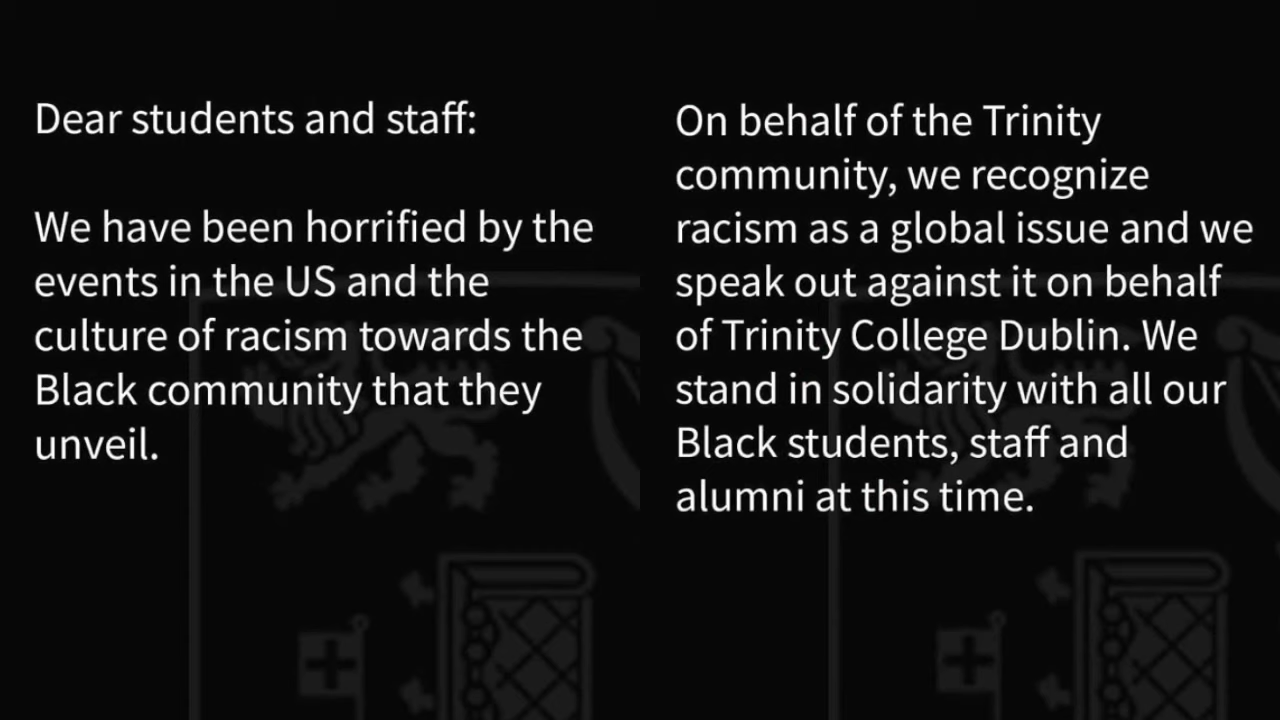 Dear students and staff:
We have been horrified by the
events in the US and the
culture of racism towards the
Black community that they
unveil.
On behalf of the Trinity
community, we recognize
racism as a global issue and we
speak out against it on behalf
of Trinity College Dublin. We
stand in solidarity with all our
Black students, staff and
alumni at this time.